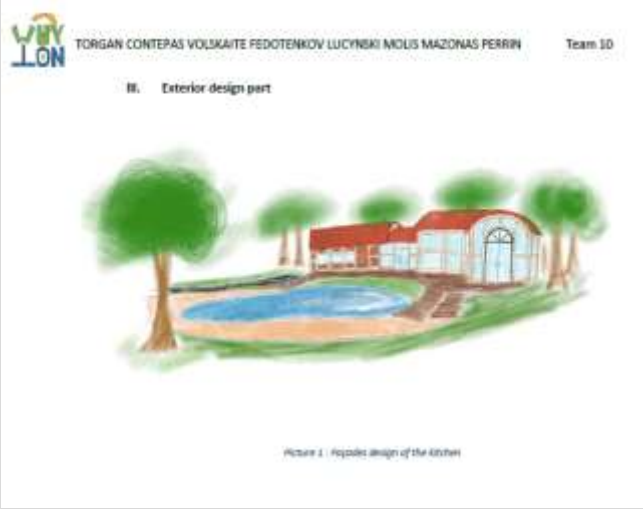 WHY
LION
TORGAN CONTEPAS VOLSKAITE FEDOTENKOV LUCYNSKI MOLIS MAZONAS PERRIN Team 10
III. Exterior design part
Picture 1 : Façades design of the kitchen